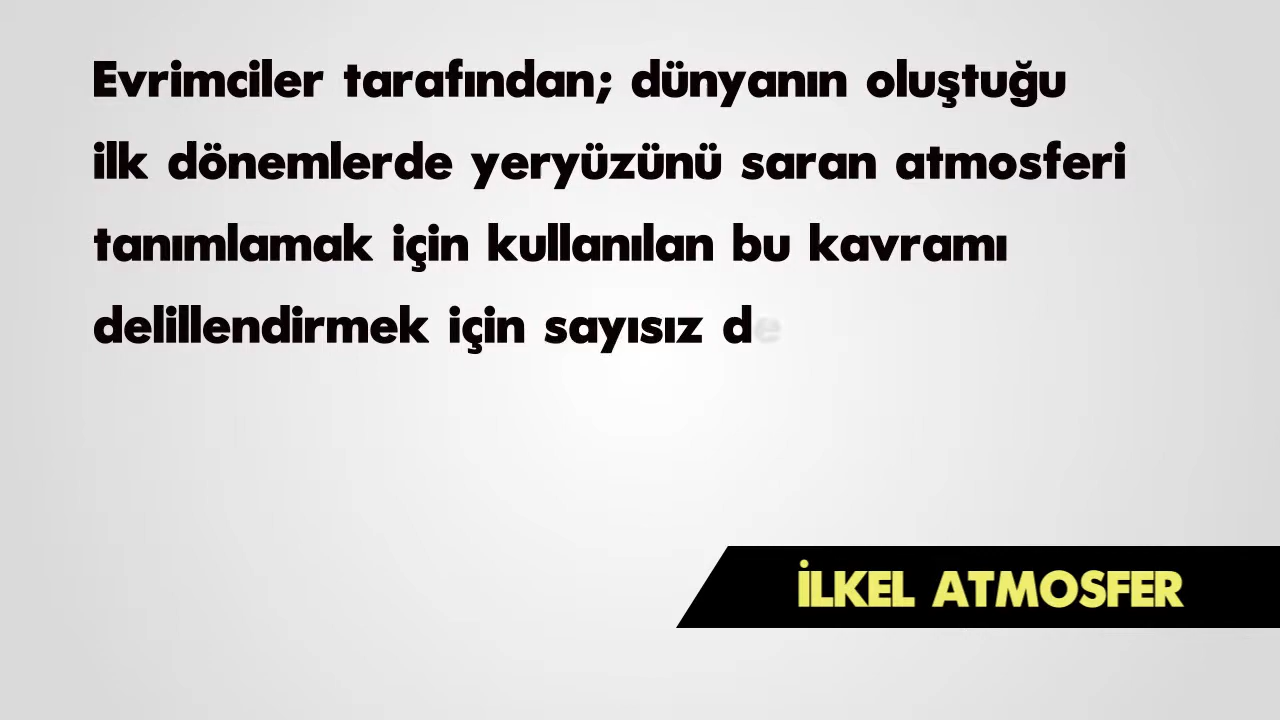 Evrimciler tarafından; dünyanın oluştuğu
ilk dönemlerde yeryüzünü saran atmosferi
tanımlamak için kullanılan bu kavramı
delillendirmek için sayısız de
İLKEL ATMOSFER